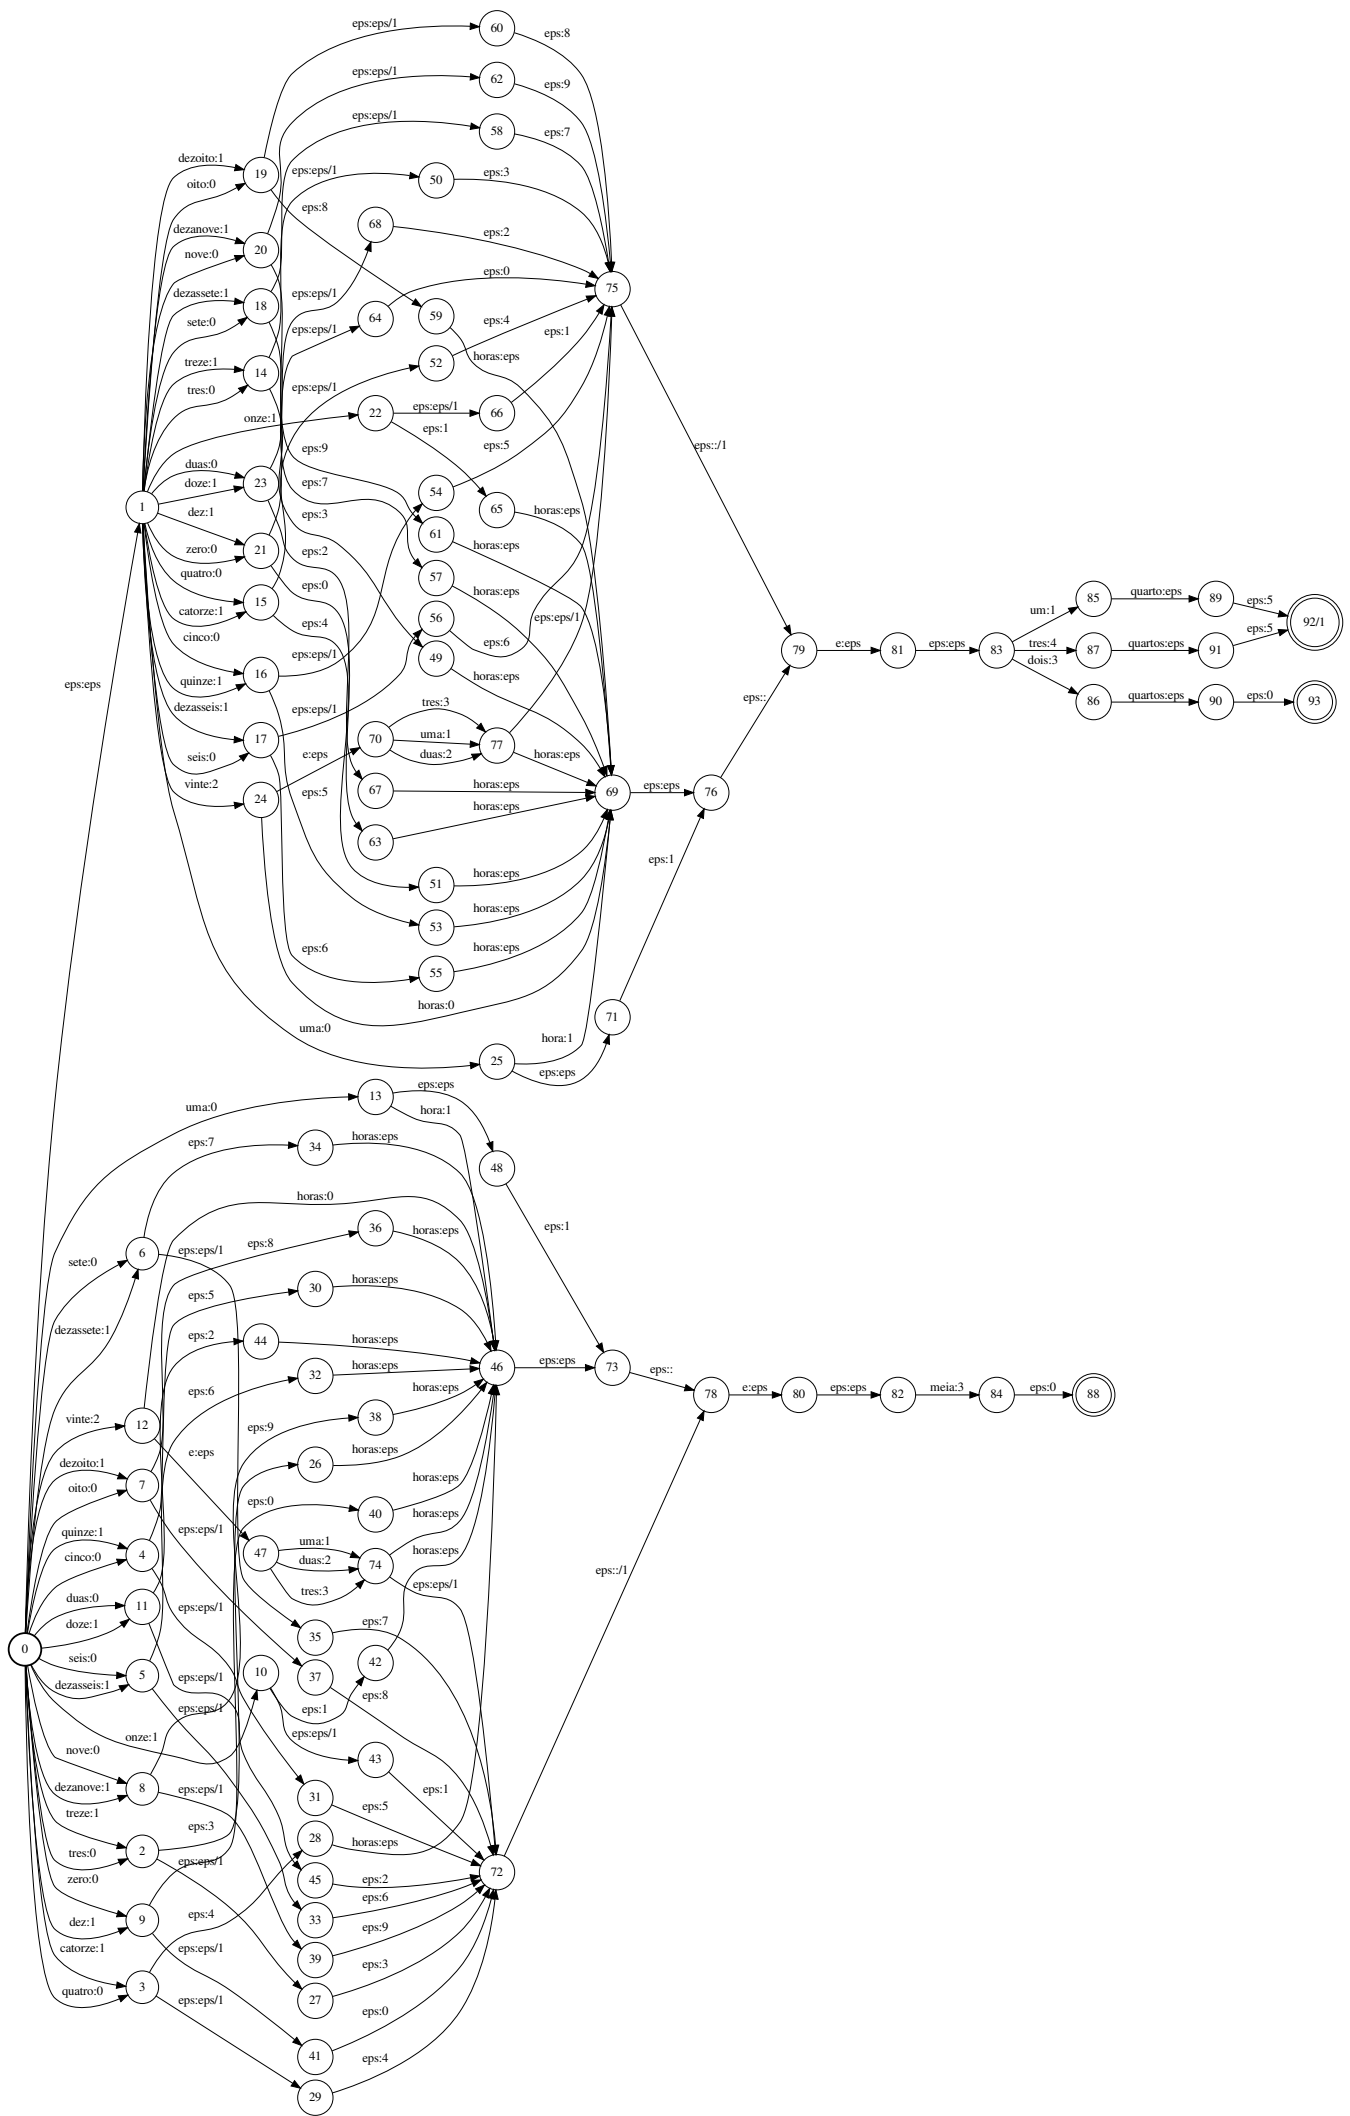 eps:eps/1
60
eps:8
eps:eps/1
62
eps:9
eps:eps/1
58
eps:7
dezoito:1
19
eps:eps/1
50
eps:3
oito:0
eps:8
68
eps:2
dezanove:1
20
nove:0
eps:0
75
dezassete:1
18
eps:eps/1
64
59
eps:4
sete:0
eps:eps/1
eps:1
horas:eps
treze:1
14
52
tres:0
eps:eps/1
onze:1
22
eps:eps/1
66
eps:1
eps:5
eps::/1
eps:9
duas:0
23
eps:7
54
doze:1
1
dez:1
eps:3
65
horas:eps
61
horas:eps
zero:0
21
eps:2
quatro:0
eps:0
57
horas:eps
um:1
85
quarto:eps
89
eps:5
15
catorze:1
eps:4
56
eps:eps/1
92/1
eps:5
cinco:0
eps:eps/1
49
eps:6
79
e:eps
81
eps:eps
83
tres:4
87
quartos:eps
91
16
quinze:1
horas:eps
dois:3
86
quartos:eps
90
eps:0
93
eps:eps
dezasseis:1
17
eps:eps/1
tres:3
eps::
70
uma:1
77
seis:0
e:eps
duas:2
horas:eps
vinte:2
24
eps:5
67
horas:eps
69
eps:eps
76
horas:eps
63
eps:1
51
horas:eps
53
horas:eps
eps:6
55
horas:0
71
uma:0
hora:1
25
eps:eps
13
eps:eps
uma:0
hora:1
eps:7
34
horas:eps
48
horas:0
36
eps:1
sete:0
6
eps:eps/1
eps:8
horas:eps
dezassete:1
eps:5
30
horas:eps
eps:2
44
horas:eps
46
eps:eps
73
eps::
eps:6
32
horas:eps
78
e:eps
80
eps:eps
82
meia:3
84
eps:0
88
vinte:2
12
eps:9
38
horas:eps
e:eps
26
horas:eps
dezoito:1
7
oito:0
eps:0
40
horas:eps
quinze:1
eps:eps/1
uma:1
horas:eps
cinco:0
4
47
duas:2
74
horas:eps
tres:3
eps:eps/1
eps::/1
duas:0
11
eps:eps/1
doze:1
35
eps:7
0
seis:0
5
eps:eps/1
10
42
dezasseis:1
37
eps:8
eps:eps/1
eps:1
onze:1
eps:eps/1
43
nove:0
8
eps:eps/1
31
eps:1
dezanove:1
eps:5
treze:1
eps:3
28
horas:eps
tres:0
2
eps:eps/1
45
eps:2
72
zero:0
33
eps:6
dez:1
9
eps:4
39
eps:9
catorze:1
eps:eps/1
27
eps:3
quatro:0
3
eps:eps/1
eps:0
41
eps:4
29